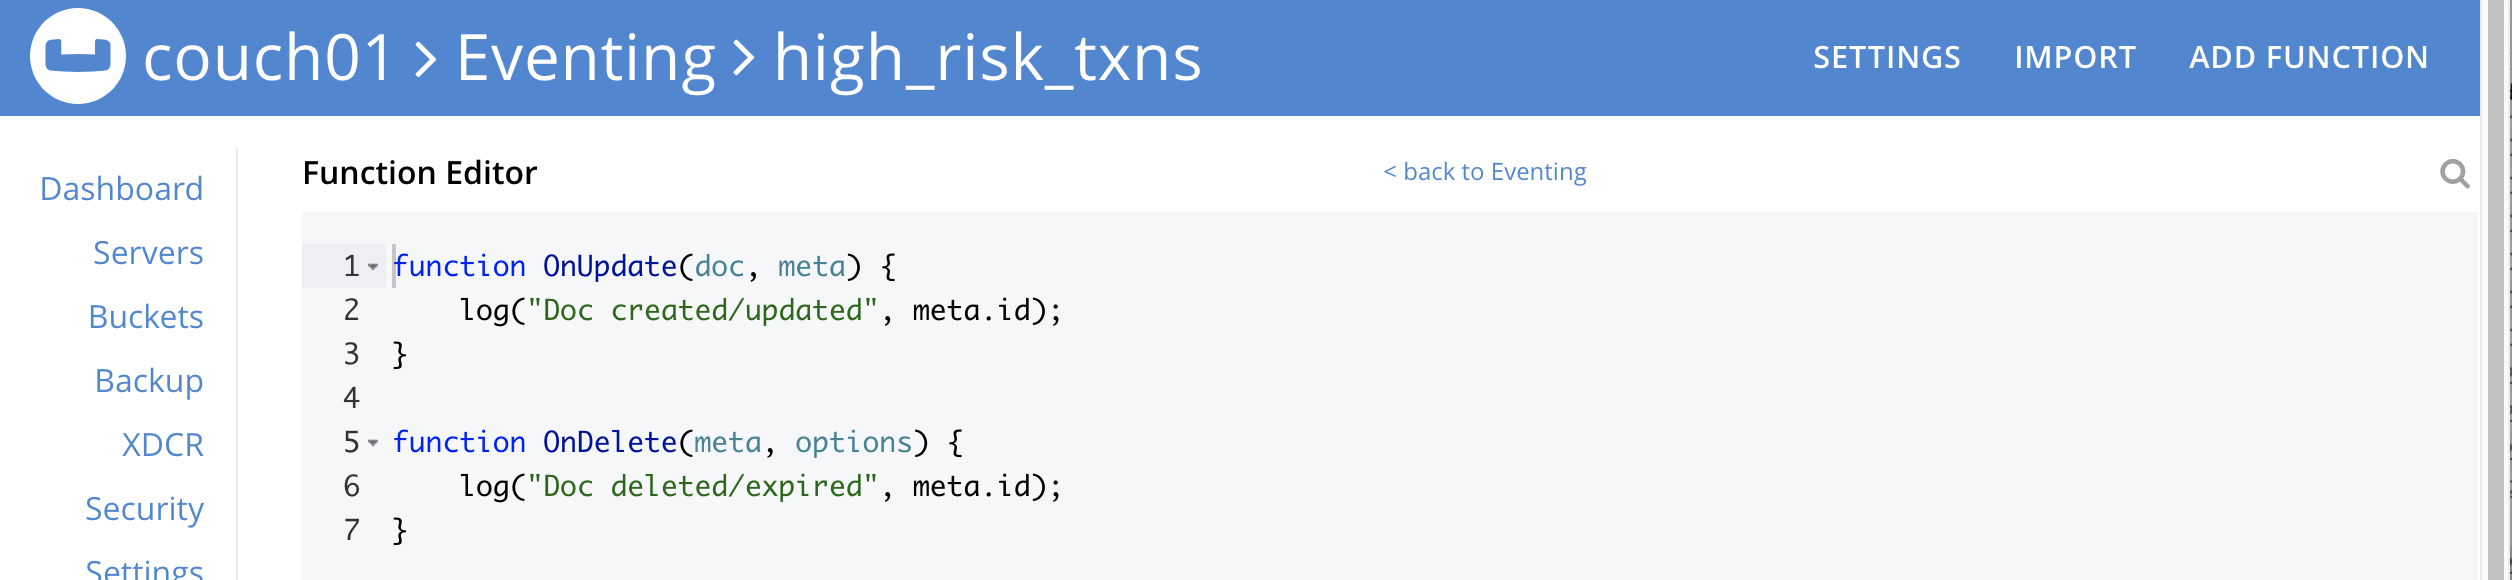 couch01 > Eventing > high_risk_txns
SETTINGS IMPORT ADD FUNCTION
Dashboard
Servers
Buckets
Backup
XDCR
Security
Settings
Function Editor
< back to Eventing
1 function OnUpdate(doc, meta) {
2     log("Doc created/updated", meta.id);
3 }
4
5 function OnDelete(meta, options) {
6     log("Doc deleted/expired", meta.id);
7 }